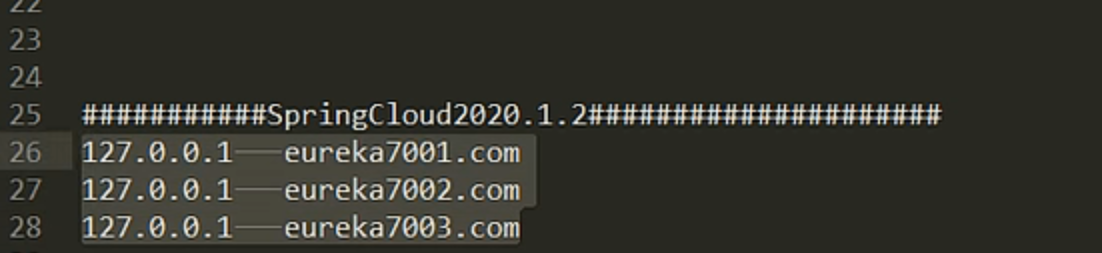 22
23
24
25 ###########SpringCloud2020.1.2#####################
26 127.0.0.1 eureka7001.com
27 127.0.0.1 eureka7002.com
28 127.0.0.1 eureka7003.com